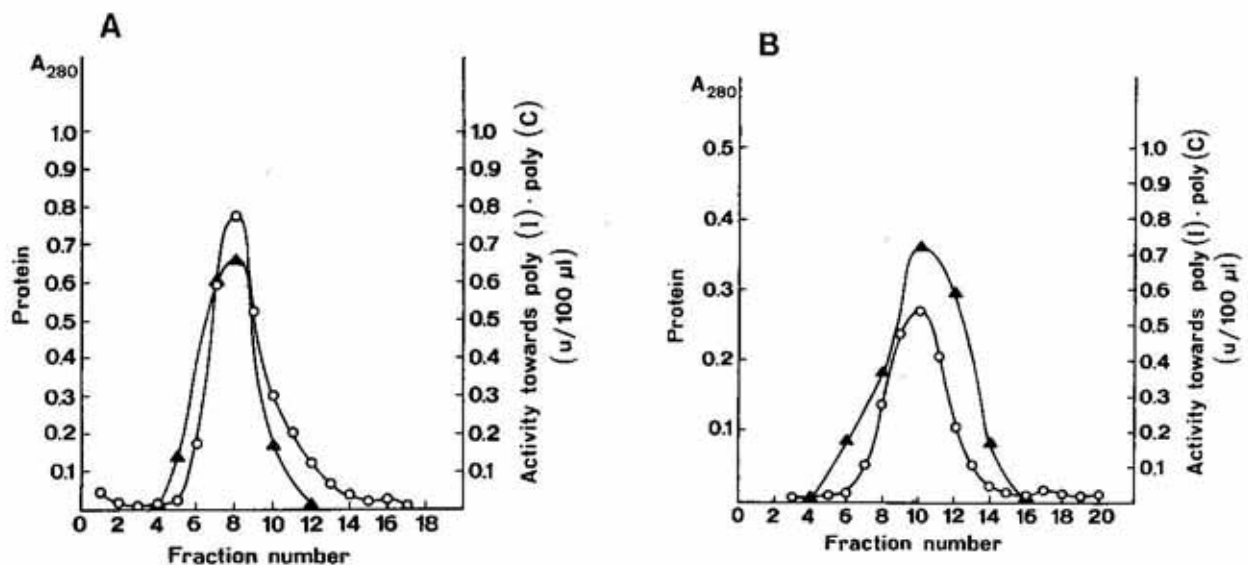 A
A280
1.0
0.9
0.8
0.7
0.6
0.5
0.4
0.3
0.2
0.1
Protein
0 2 4 6 8 10 12 14 16 18
Fraction number
1.0
0.9
0.8
0.7
0.6
0.5
0.4
0.3
0.2
0.1
Activity towards poly (I) · poly (C)
(u/100 µl)
B
A280
0.5
0.4
0.3
0.2
0.1
Protein
0 2 4 6 8 10 12 14 16 18 20
Fraction number
1.0
0.9
0.8
0.7
0.6
0.5
0.4
0.3
0.2
0.1
Activity towards poly (I) · poly (C)
(u/100 µl)